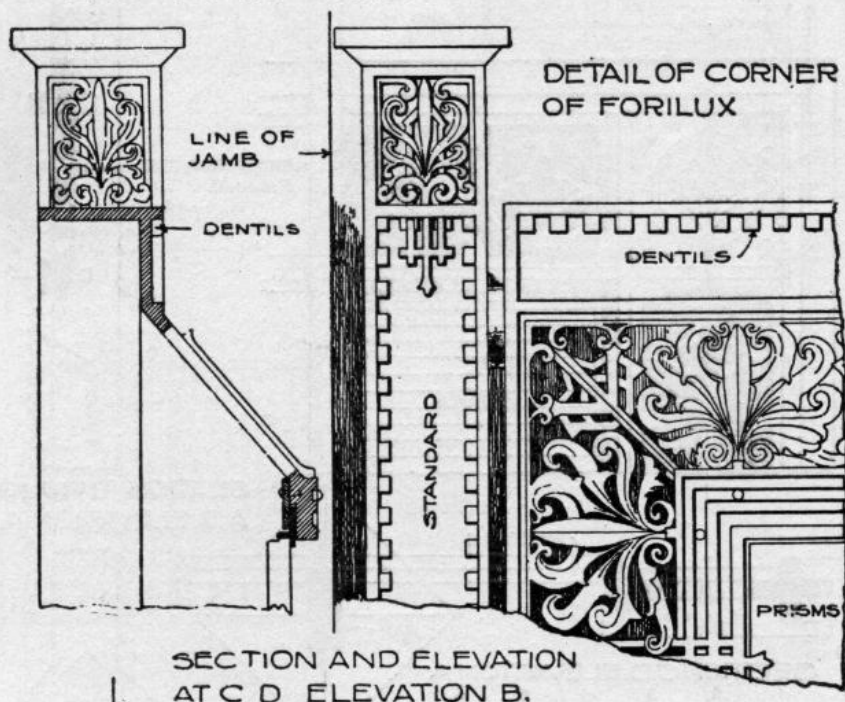 DETAIL OF CORNER
OF FORILUX
LINE OF
JAMB
DENTILS
DENTILS
STANDARD
PRISMS
SECTION AND ELEVATION
AT C D ELEVATION B.